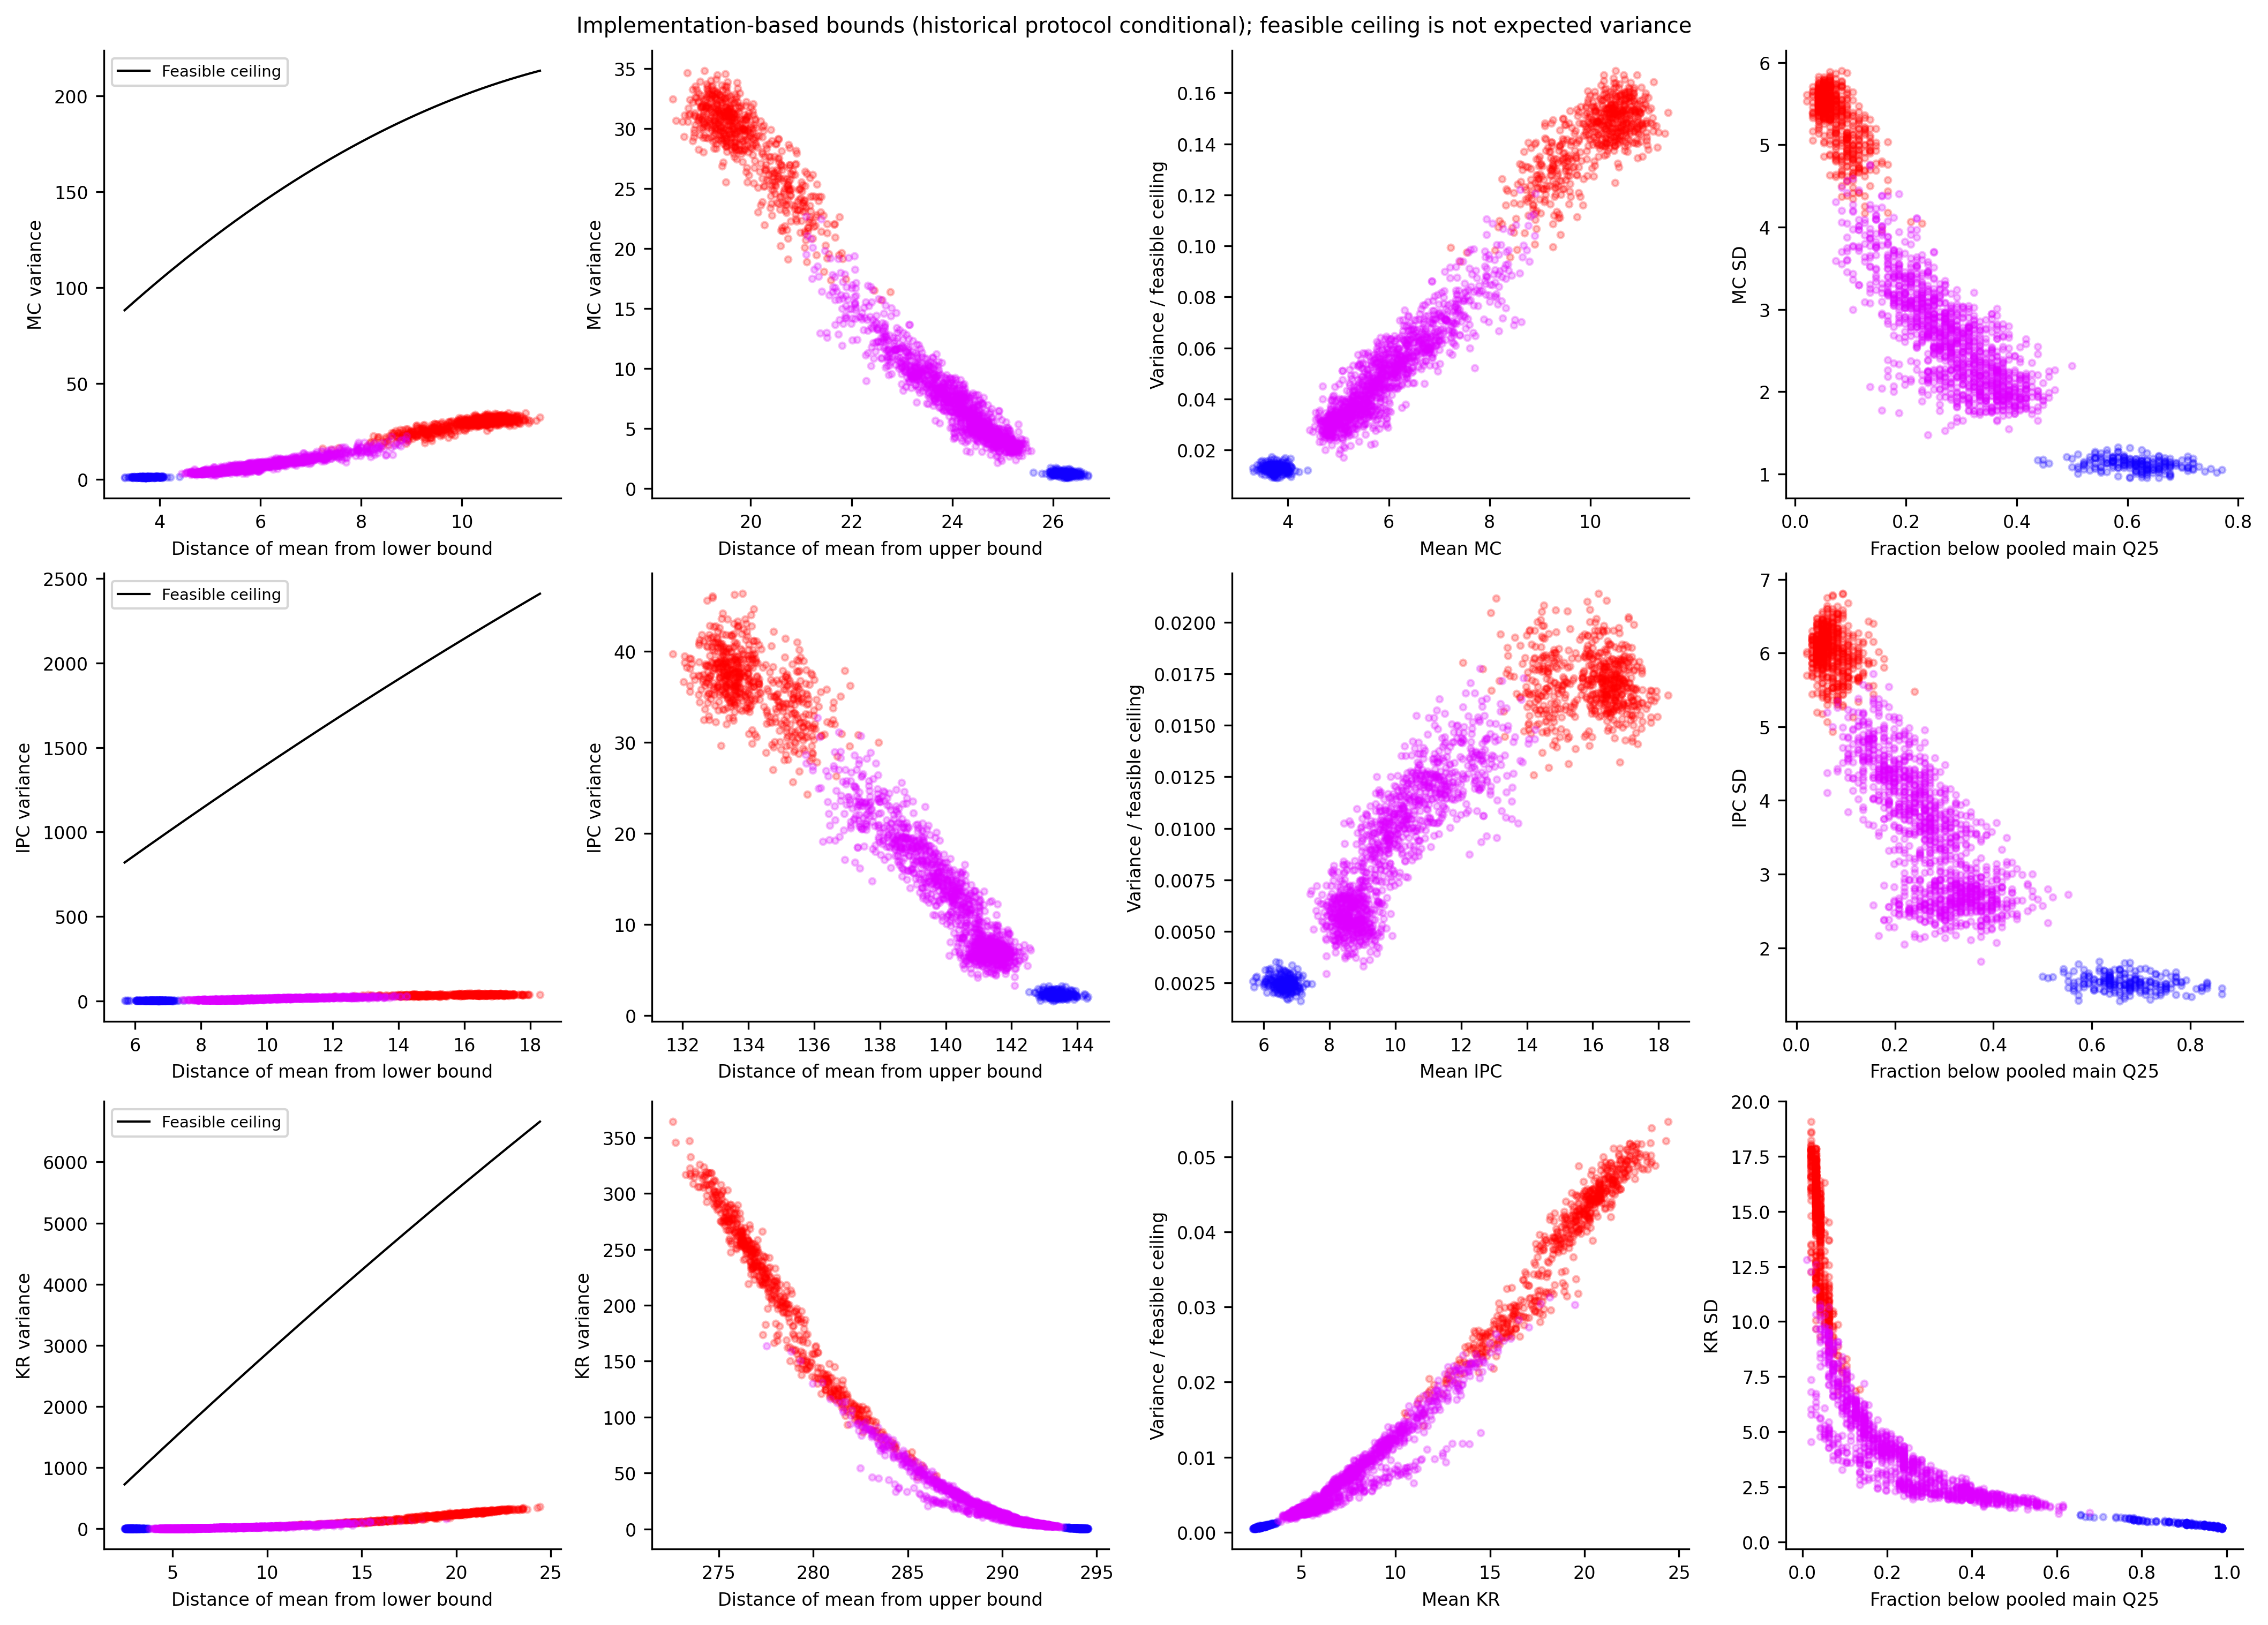 Implementation-based bounds (historical protocol conditional); feasible ceiling is not expected variance
Feasible ceiling
MC variance
200
150
100
50
0
4 6 8 10
Distance of mean from lower bound
MC variance
35
30
25
20
15
10
5
0
20 22 24 26
Distance of mean from upper bound
Variance / feasible ceiling
0.16
0.14
0.12
0.10
0.08
0.06
0.04
0.02
4 6 8 10
Mean MC
MC SD
6
5
4
3
2
1
0.0 0.2 0.4 0.6 0.8
Fraction below pooled main Q25
Feasible ceiling
IPC variance
2500
2000
1500
1000
500
0
6 8 10 12 14 16 18
Distance of mean from lower bound
IPC variance
40
30
20
10
0
132 134 136 138 140 142 144
Distance of mean from upper bound
Variance / feasible ceiling
0.0200
0.0175
0.0150
0.0125
0.0100
0.0075
0.0050
0.0025
6 8 10 12 14 16 18
Mean IPC
IPC SD
7
6
5
4
3
2
0.0 0.2 0.4 0.6 0.8
Fraction below pooled main Q25
Feasible ceiling
KR variance
6000
5000
4000
3000
2000
1000
0
5 10 15 20 25
Distance of mean from lower bound
KR variance
350
300
250
200
150
100
50
0
275 280 285 290 295
Distance of mean from upper bound
Variance / feasible ceiling
0.05
0.04
0.03
0.02
0.01
0.00
5 10 15 20 25
Mean KR
KR SD
20.0
17.5
15.0
12.5
10.0
7.5
5.0
2.5
0.0
0.0 0.2 0.4 0.6 0.8 1.0
Fraction below pooled main Q25